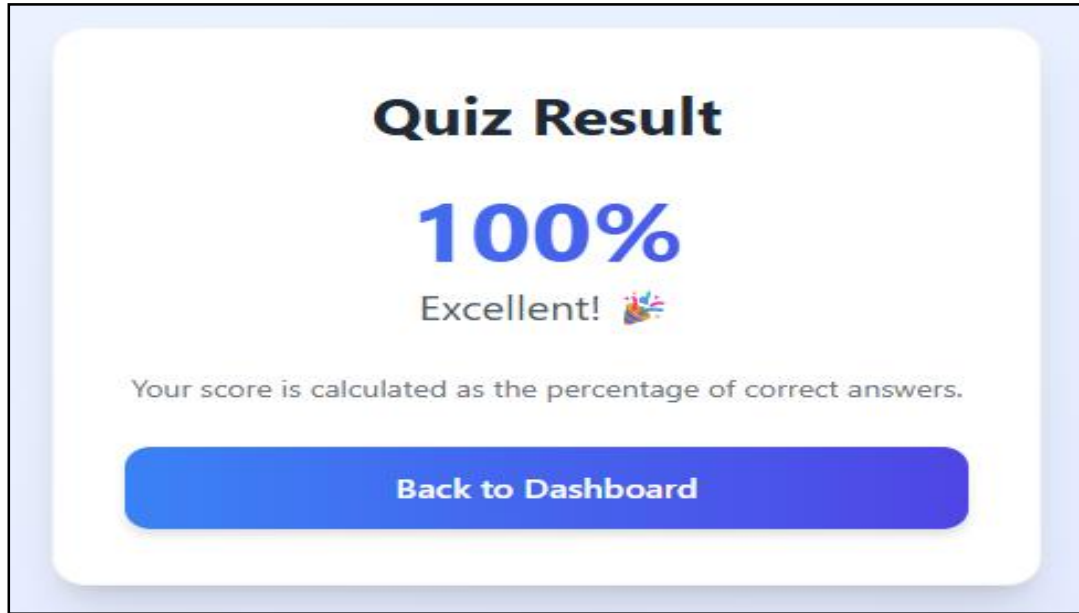 Quiz Result
100%
Excellent! 🎉
Your score is calculated as the percentage of correct answers.
Back to Dashboard